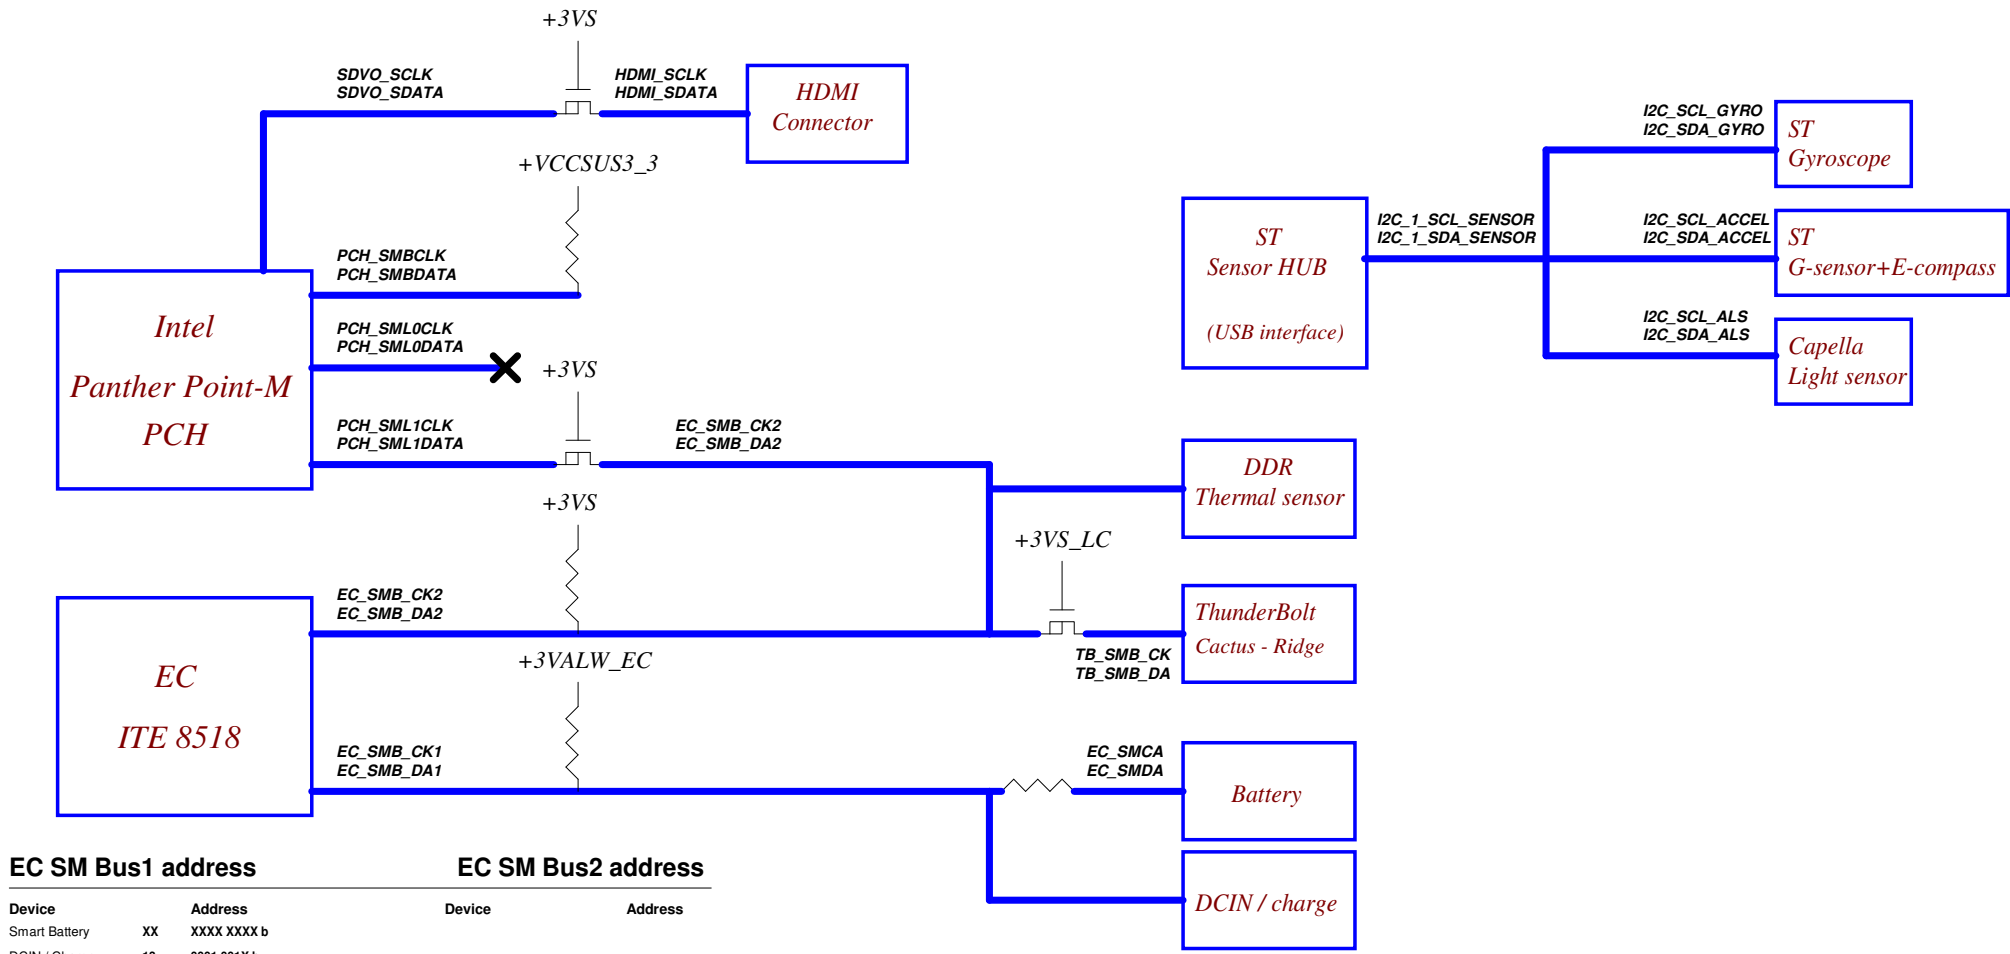 +3VS
SDVO_SCLK
SDVO_SDATA
HDMI_SCLK
HDMI_SDATA
HDMI
Connector
+VCCSUS3_3
PCH_SMBCLK
PCH_SMBDATA
Intel
Panther Point-M
PCH
PCH_SML0CLK
PCH_SML0DATA
+3VS
PCH_SML1CLK
PCH_SML1DATA
EC_SMB_CK2
EC_SMB_DA2
+3VS
I2C_SCL_GYRO
I2C_SDA_GYRO
ST
Gyroscope
ST
Sensor HUB
(USB interface)
I2C_1_SCL_SENSOR
I2C_1_SDA_SENSOR
I2C_SCL_ACCEL
I2C_SDA_ACCEL
ST
G-sensor+E-compass
I2C_SCL_ALS
I2C_SDA_ALS
Capella
Light sensor
DDR
Thermal sensor
+3VS_LC
EC_SMB_CK2
EC_SMB_DA2
ThunderBolt
Cactus - Ridge
TB_SMB_CK
TB_SMB_DA
+3VALW_EC
EC
ITE 8518
EC_SMB_CK1
EC_SMB_DA1
EC_SMCA
EC_SMDA
Battery
DCIN / charge
EC SM Bus1 address
EC SM Bus2 address
Device Address
Device Address
Smart Battery XX XXXX XXXX b